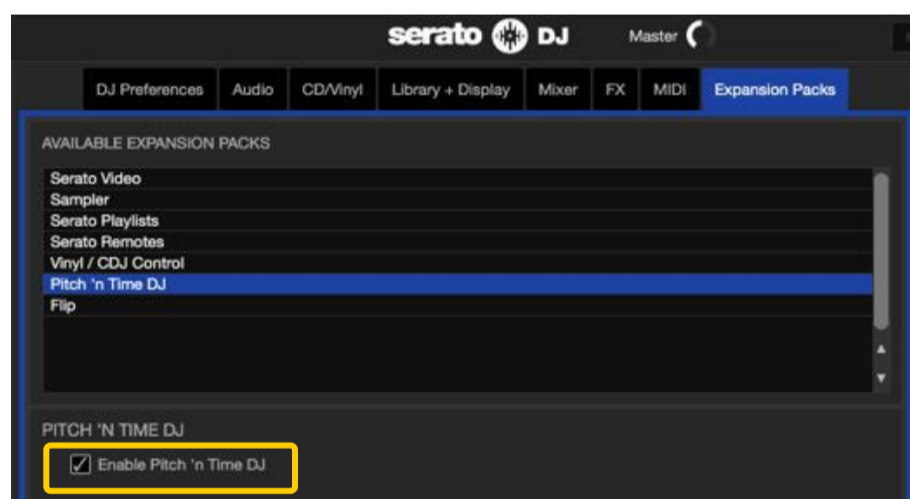 serato DJ Master
DJ Preferences Audio CD/Vinyl Library + Display Mixer FX MIDI Expansion Packs
AVAILABLE EXPANSION PACKS
Serato Video
Sampler
Serato Playlists
Serato Remotes
Vinyl / CDJ Control
Pitch 'n Time DJ
Flip
PITCH 'N TIME DJ
Enable Pitch 'n Time DJ